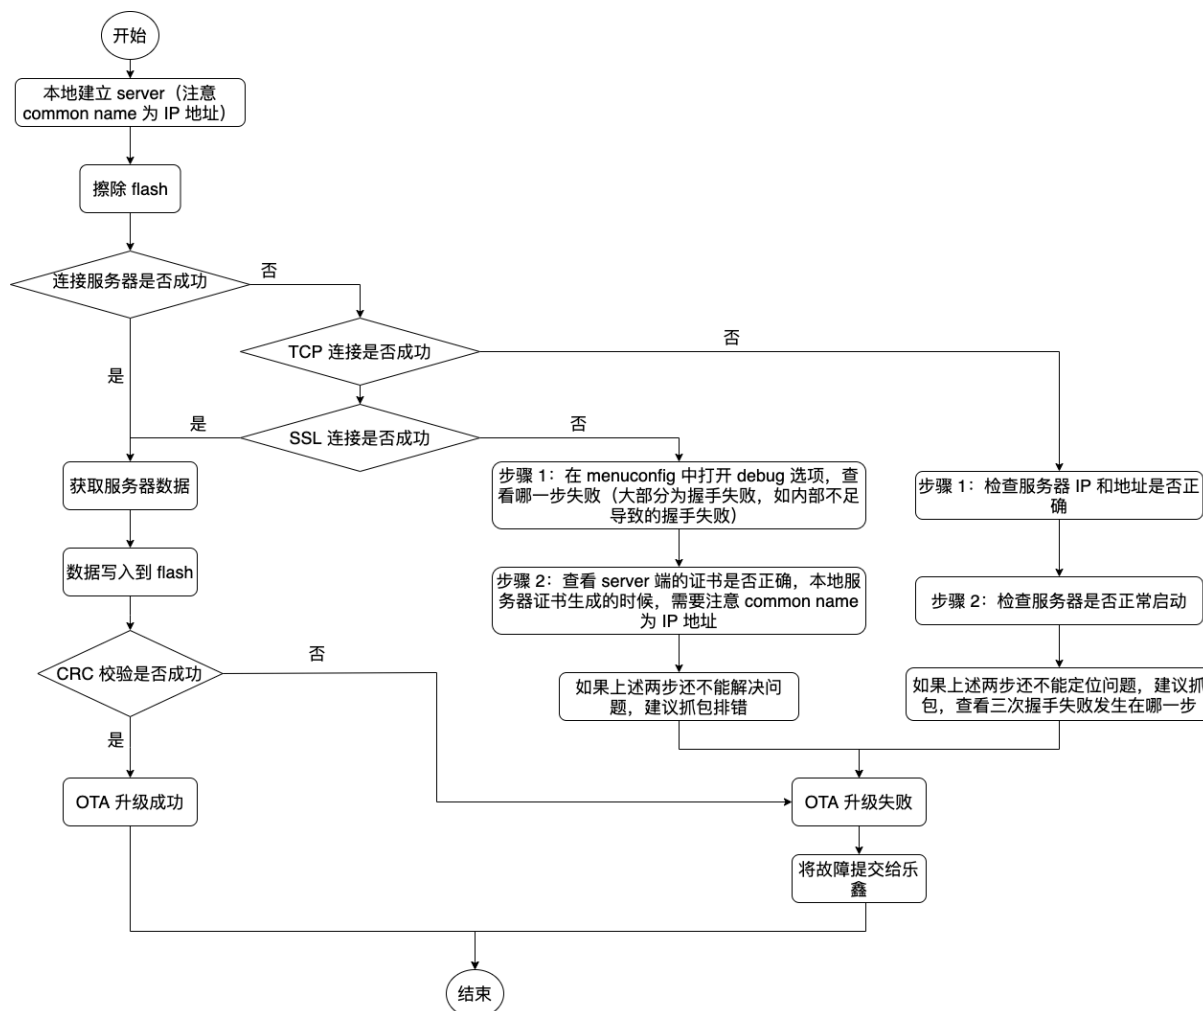 开始
本地建立 server（注意
common name 为 IP 地址）
擦除 flash
连接服务器是否成功
否
TCP 连接是否成功
否
是
是
SSL 连接是否成功
否
获取服务器数据
步骤 1：在 menuconfig 中打开 debug 选项，查
看哪一步失败（大部分为握手失败，如内部不足
导致的握手失败）
步骤 1：检查服务器 IP 和地址是否正
确
数据写入到 flash
步骤 2：查看 server 端的证书是否正确，本地服
务器证书生成的时候，需要注意 common name
为 IP 地址
步骤 2：检查服务器是否正常启动
CRC 校验是否成功
否
如果上述两步还不能解决问
题，建议抓包排错
如果上述两步还不能定位问题，建议抓
包，查看三次握手失败发生在哪一步
是
OTA 升级成功
OTA 升级失败
将故障提交给乐
鑫
结束